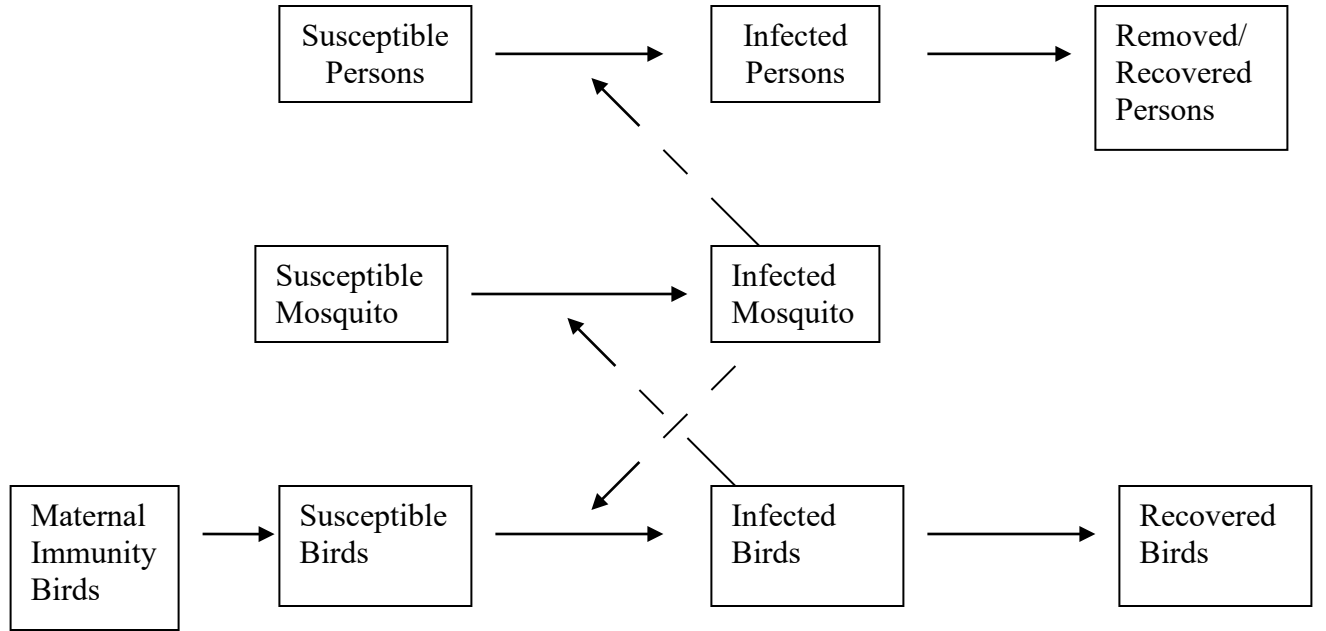 Susceptible
Persons
Infected
Persons
Removed/
Recovered
Persons
Susceptible
Mosquito
Infected
Mosquito
Maternal
Immunity
Birds
Susceptible
Birds
Infected
Birds
Recovered
Birds